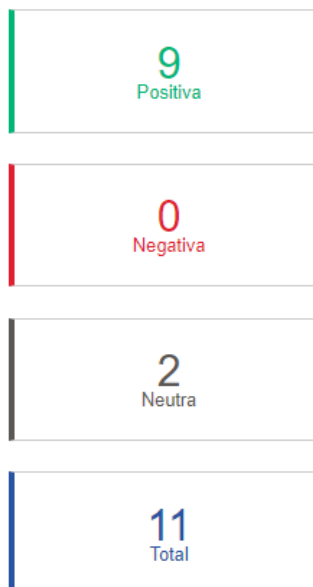 9
Positiva
0
Negativa
2
Neutra
11
Total